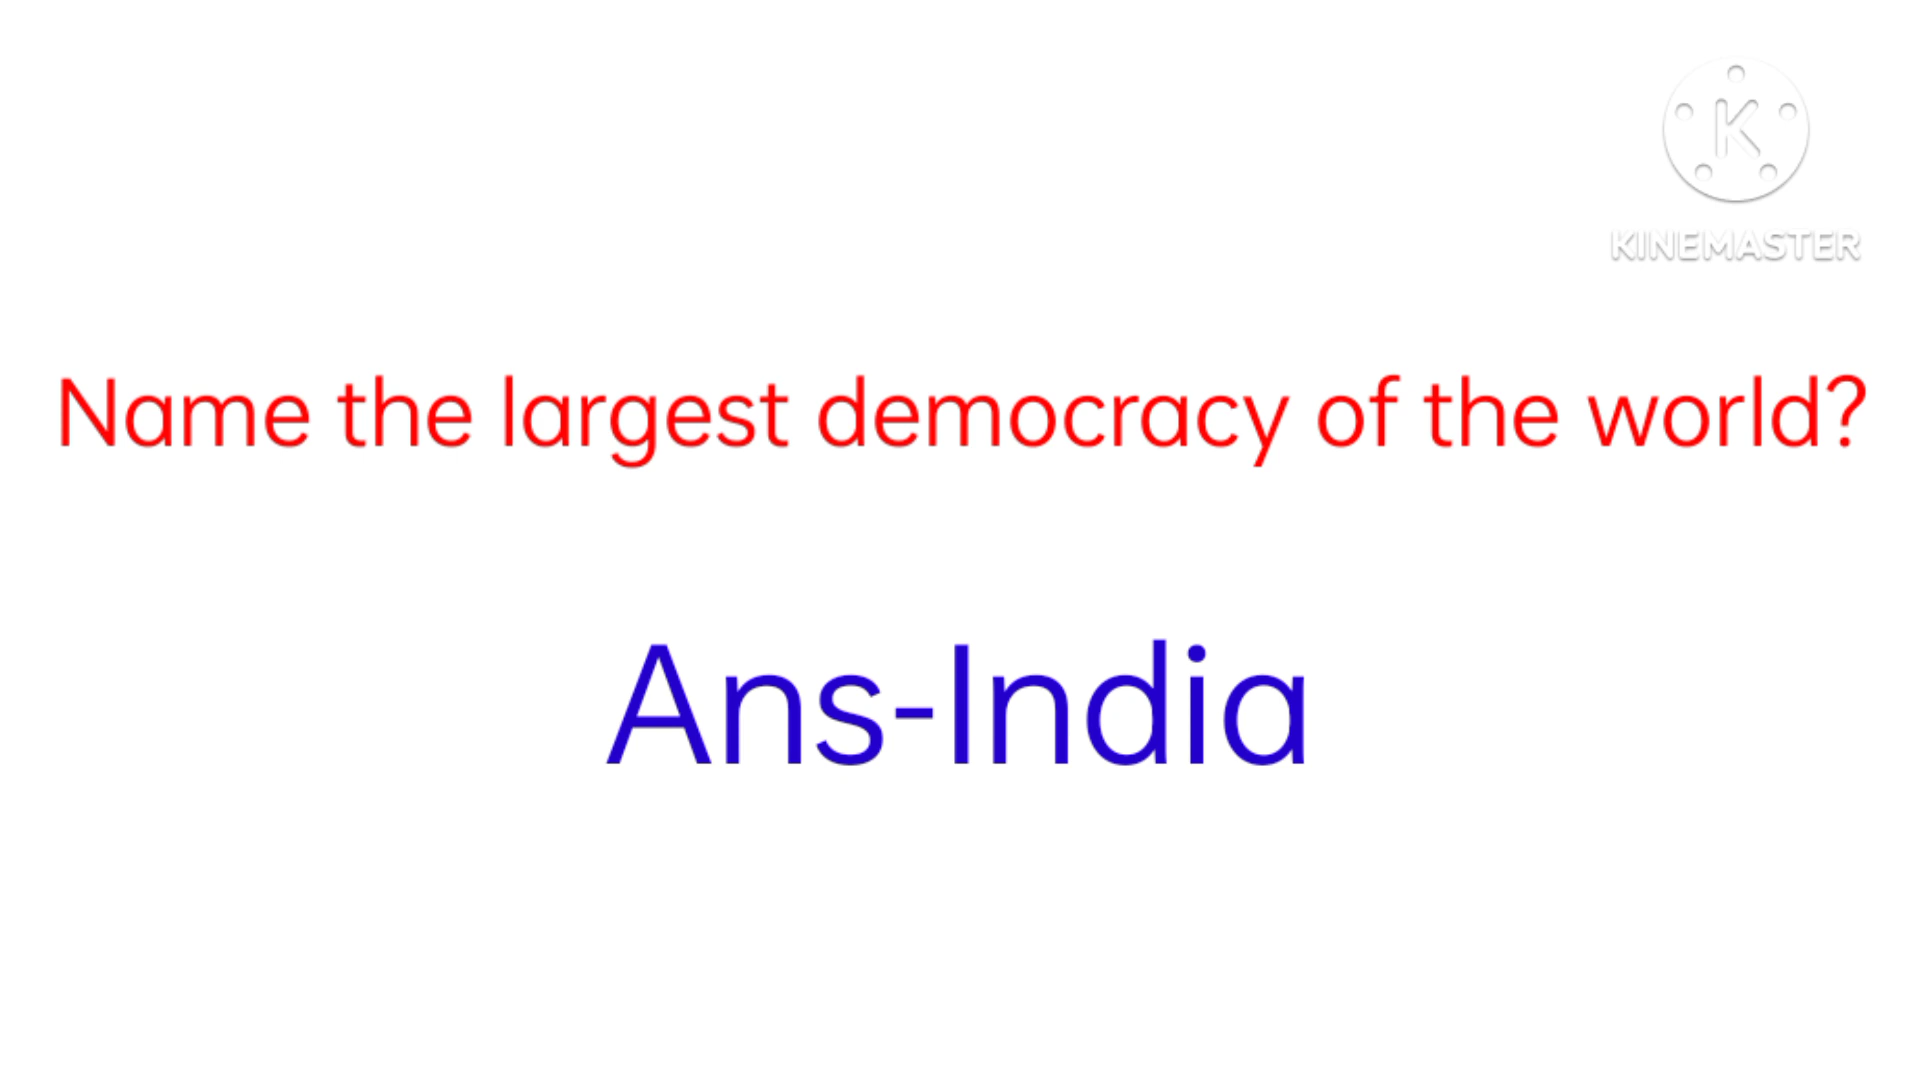 K
KINEMASTER
Name the largest democracy of the world?
Ans-India